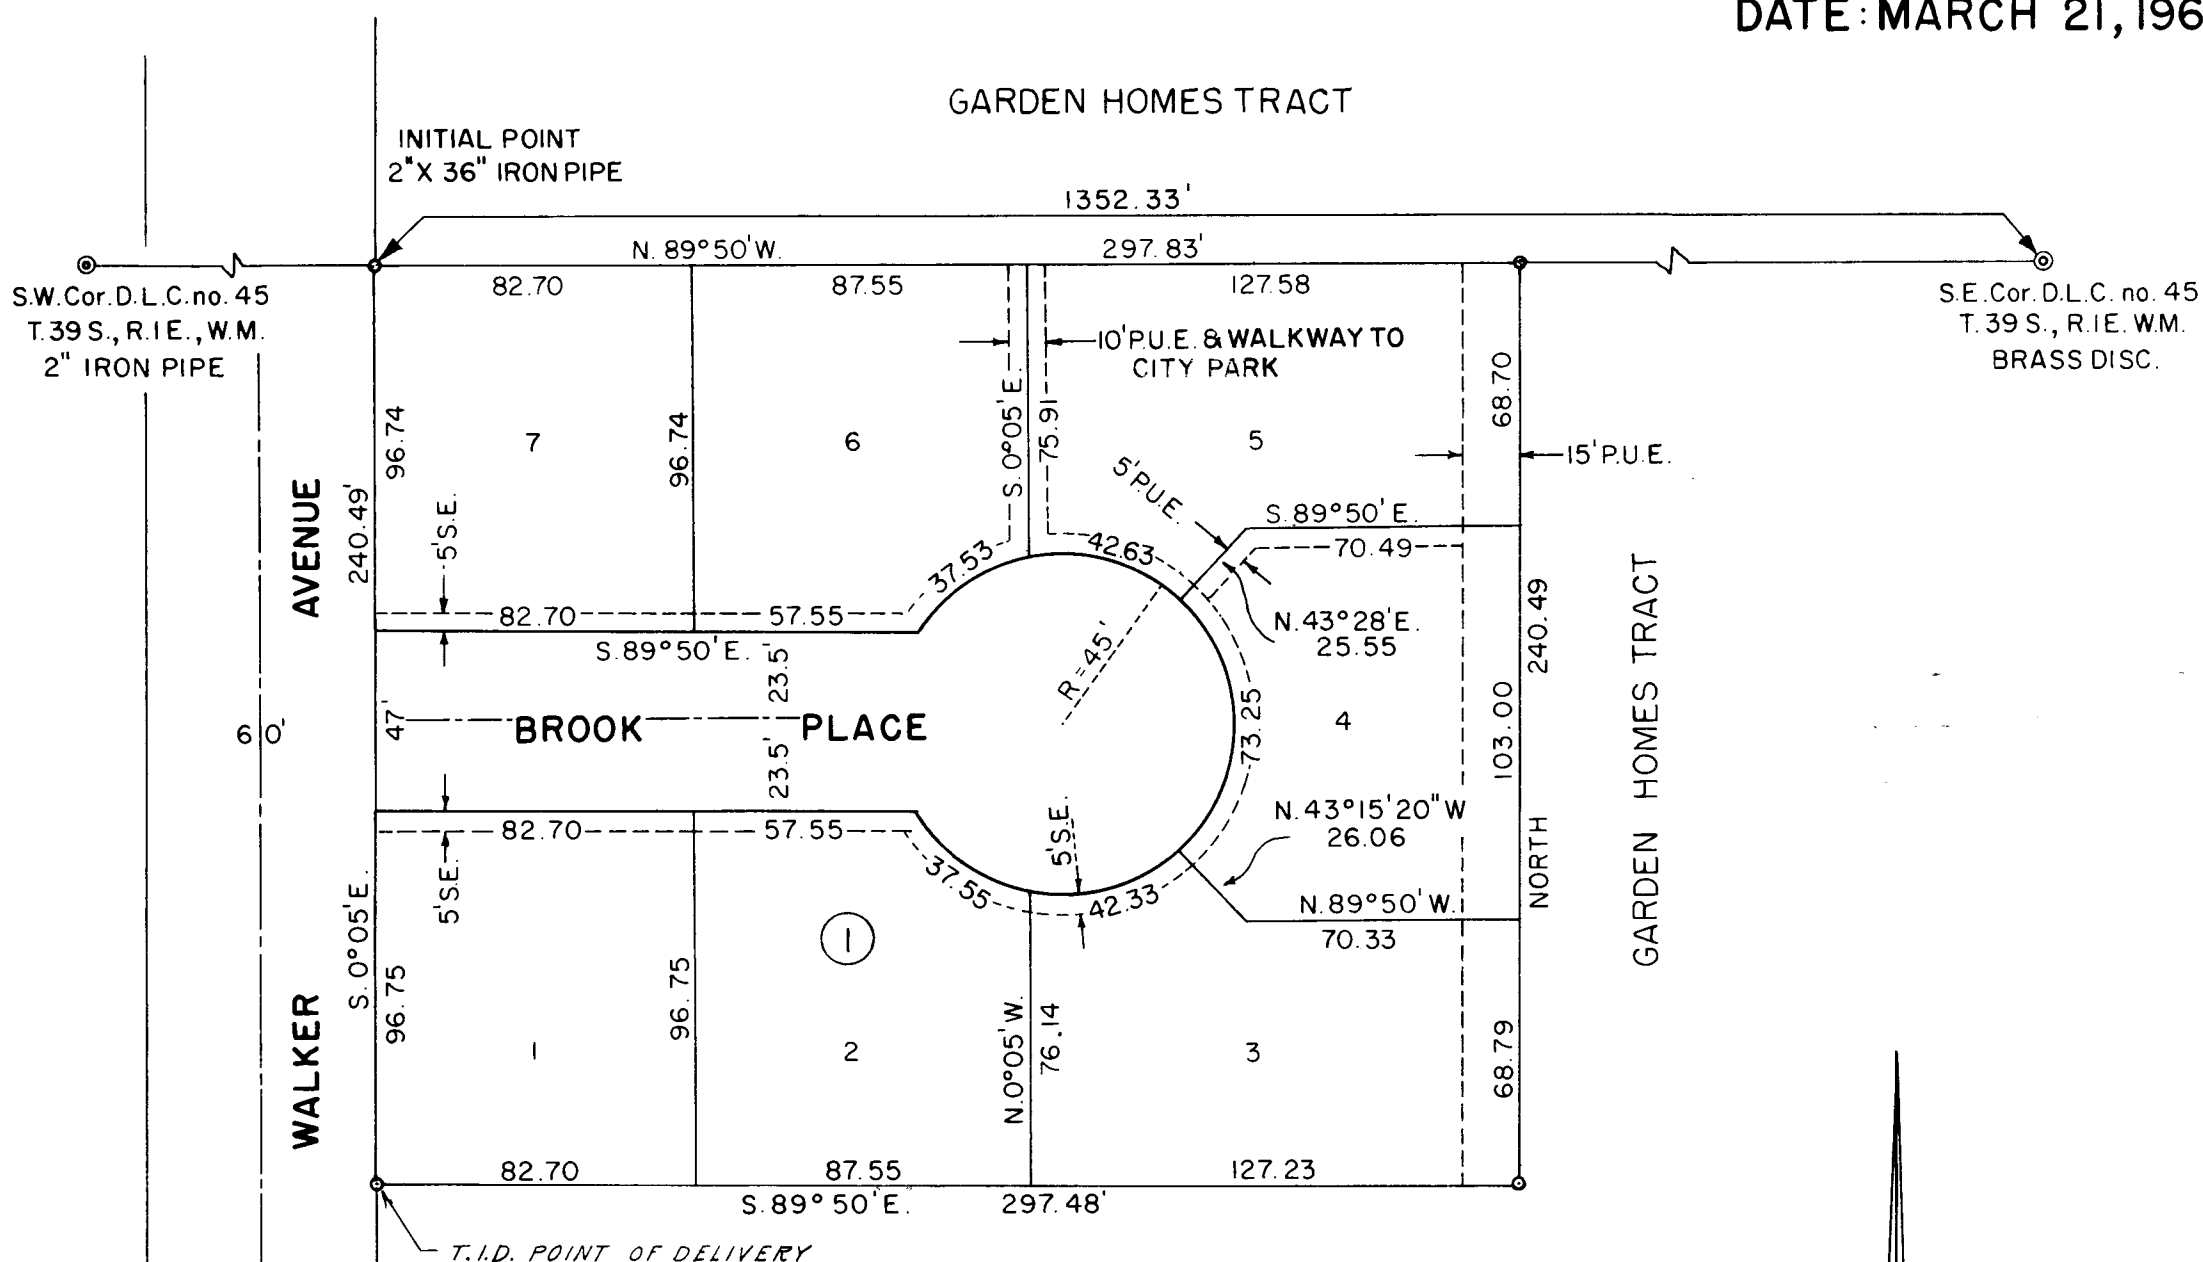 DATE: MARCH 21, 196
GARDEN HOMES TRACT
INITIAL POINT
2"X 36" IRON PIPE
1352.33'
N. 89°50'W.
297.83'
S.W. Cor. D.L.C. no. 45
T. 39 S., R.1E., W.M.
2" IRON PIPE
S.E. Cor. D.L.C. no. 45
T. 39 S., R.1E. W.M.
BRASS DISC.
82.70
87.55
127.58
10' P.U.E. & WALKWAY TO
CITY PARK
96.74
96.74
S. 0°05' E.
75.91
68.70
7
6
5
15' P.U.E.
5' P.U.E.
AVENUE
240.49'
5' S.E.
S. 89°50' E.
37.53
42.63
70.49
82.70
57.55
N. 43°28' E.
25.55
S. 89°50' E.
23.5'
R = 45'
240.49
GARDEN HOMES TRACT
60'
47'
BROOK PLACE
73.25
4
103.00
23.5'
82.70
57.55
5' S.E.
N. 43°15'20" W
26.06
NORTH
5' S.E.
37.55
42.33
N. 89°50' W.
70.33
1
S. 0°05' E.
96.75
96.75
N. 0°05' W.
76.14
68.79
WALKER
1
2
3
82.70
87.55
127.23
S. 89°50' E.
297.48'
T.I.D. POINT OF DELIVERY